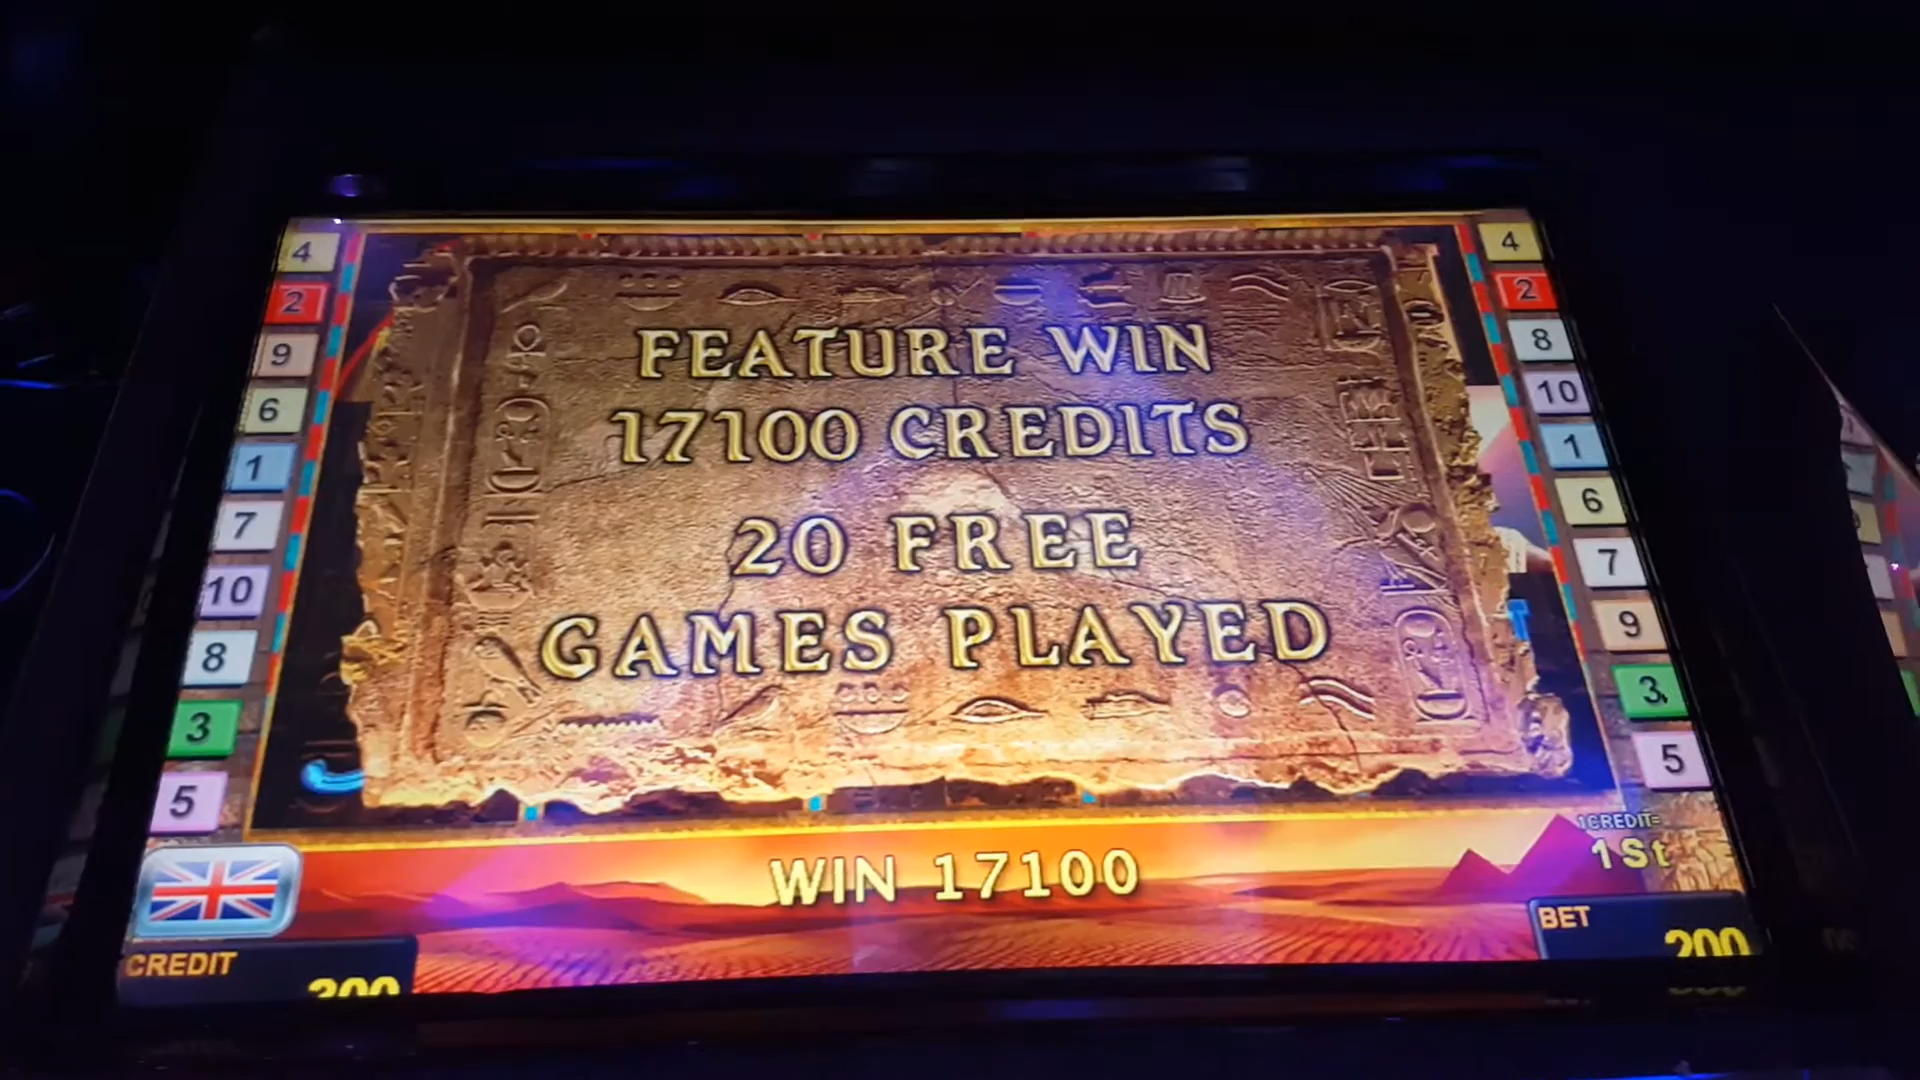 FEATURE WIN
17100 CREDITS
20 FREE
GAMES PLAYED
4
2
9
6
1
7
10
8
3
5
4
2
8
10
1
6
7
9
3
5
WIN 17100
1CREDIT=
1St
BET
200
CREDIT